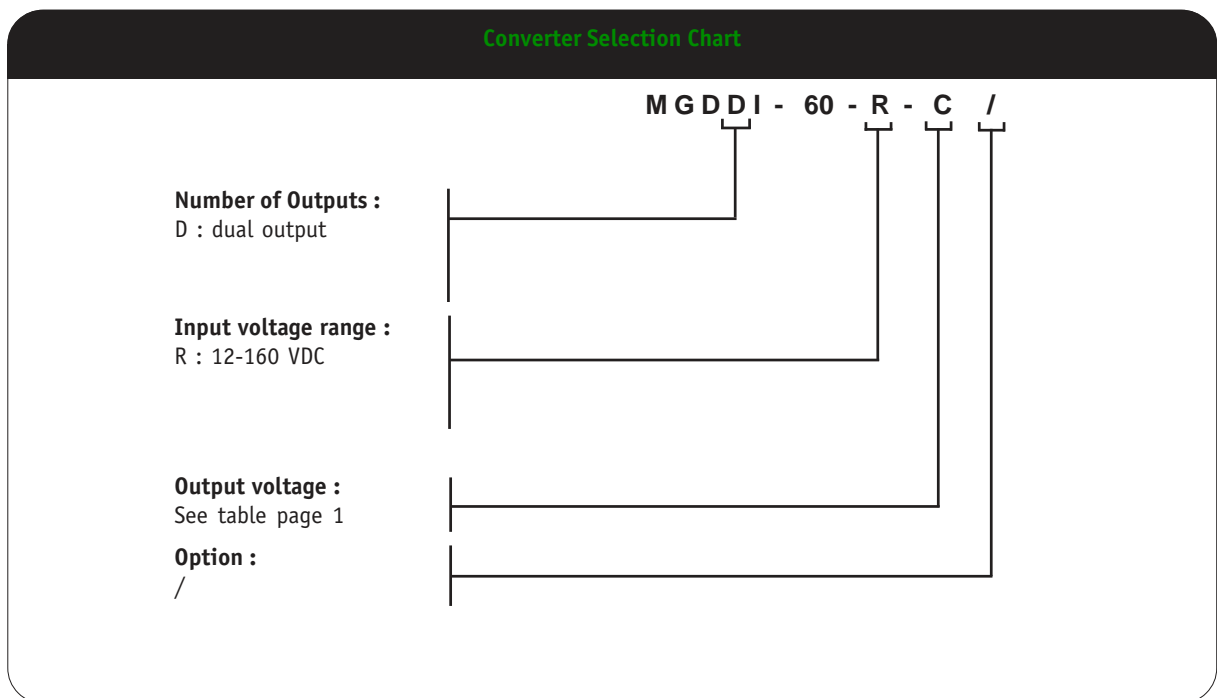 Converter Selection Chart
MGDDI - 60 - R - C /
Number of Outputs :
D : dual output
Input voltage range :
R : 12-160 VDC
Output voltage :
See table page 1
Option :
/